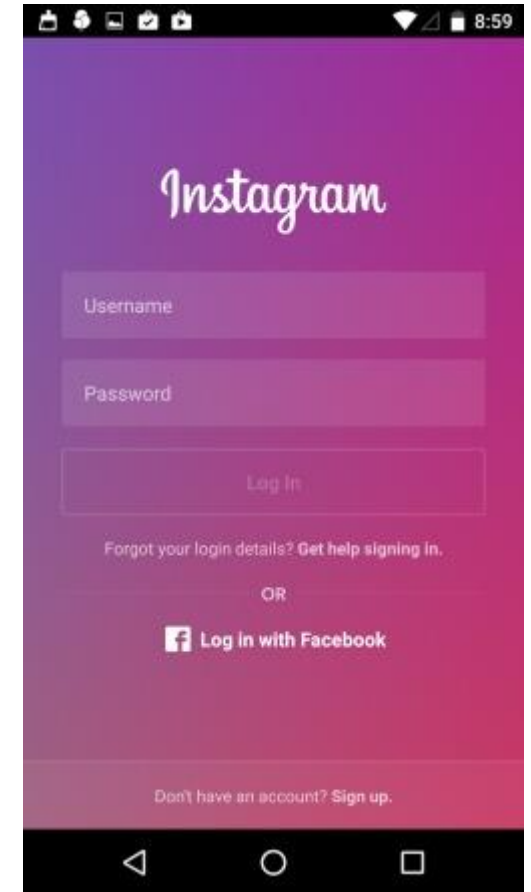 8:59
Instagram
Username
Password
Log In
Forgot your login details? Get help signing in.
OR
Log in with Facebook
Don't have an account? Sign up.